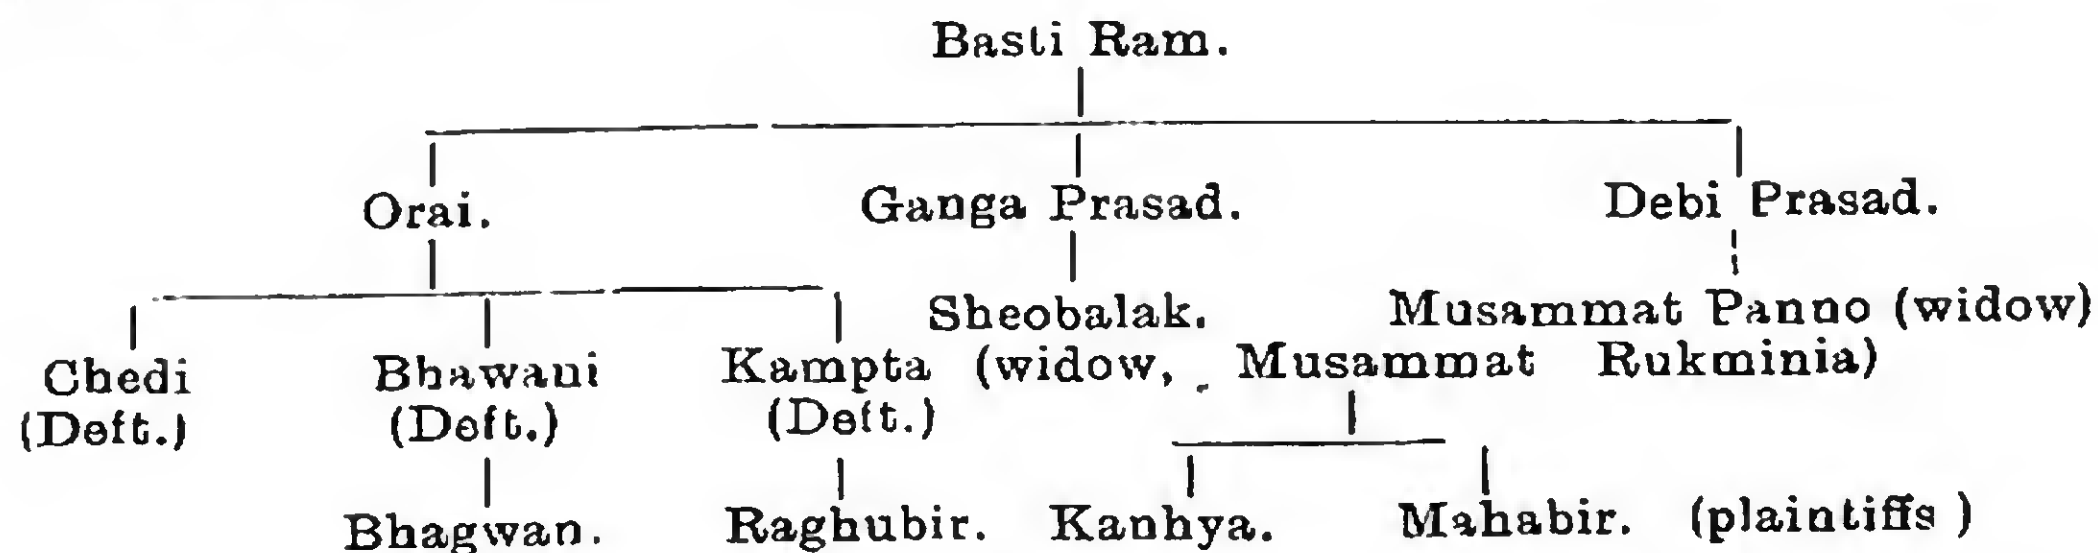 Basti Ram.
Orai. Ganga Prasad. Debi Prasad.
Sheobalak. Musammat Panno (widow)
Chedi Bhawani Kampta (widow, Musammat Rukminia)
(Deft.) (Deft.) (Deft.)
Bhagwan. Raghubir. Kanhya. Mahabir. (plaintiffs )